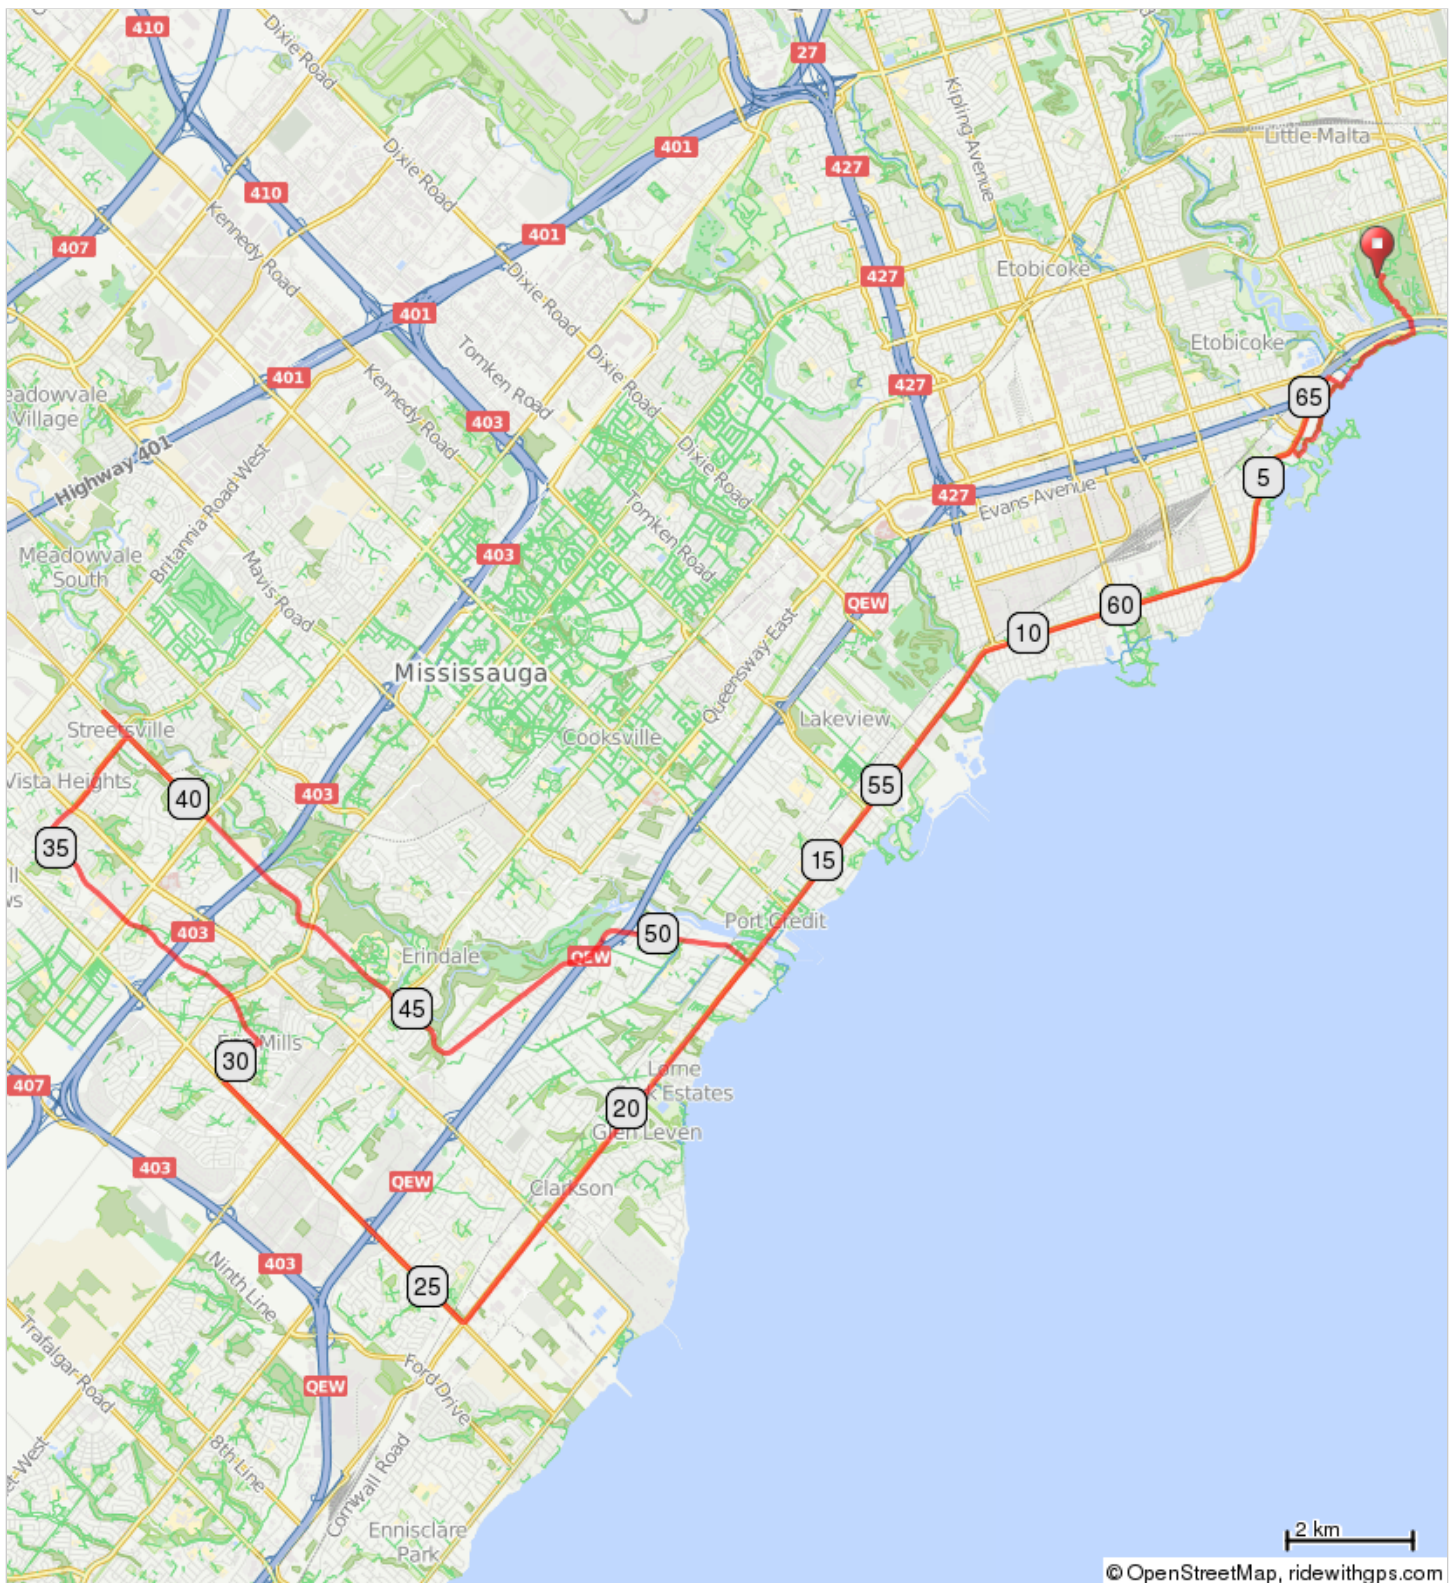 410
Dixie Road
27
Kipling Avenue
Little Malta
401
Dixie Road
427
410
Kennedy Road
407
401
Dixie Road
Etobicoke
427
401
Etobicoke
Tomken Road
Dixie Road
401
Kennedy Road
427
eadowvale
Village
403
65
Dixie Road
Highway 401
Britannia Road West
5
427
Evans Avenue
Tomken Road
Meadowvale
South
403
Mavis Road
QEW
60
Queensway East
10
Mississauga
Lakeview
Streetsville
Cooksville
Vista Heights
55
40
403
35
15
ll
ws
Port Credit
403
50
Erindale
QEW
45
Mills
30
Lorne
k Estates
407
20
Glen Leven
403
QEW
Clarkson
403
25
Ninth Line
Trafalgar Road
Ford Drive
QEW
8th Line
et West
Cornwall Road
Ennisclare
Park
2 km
© OpenStreetMap, ridewithgps.com